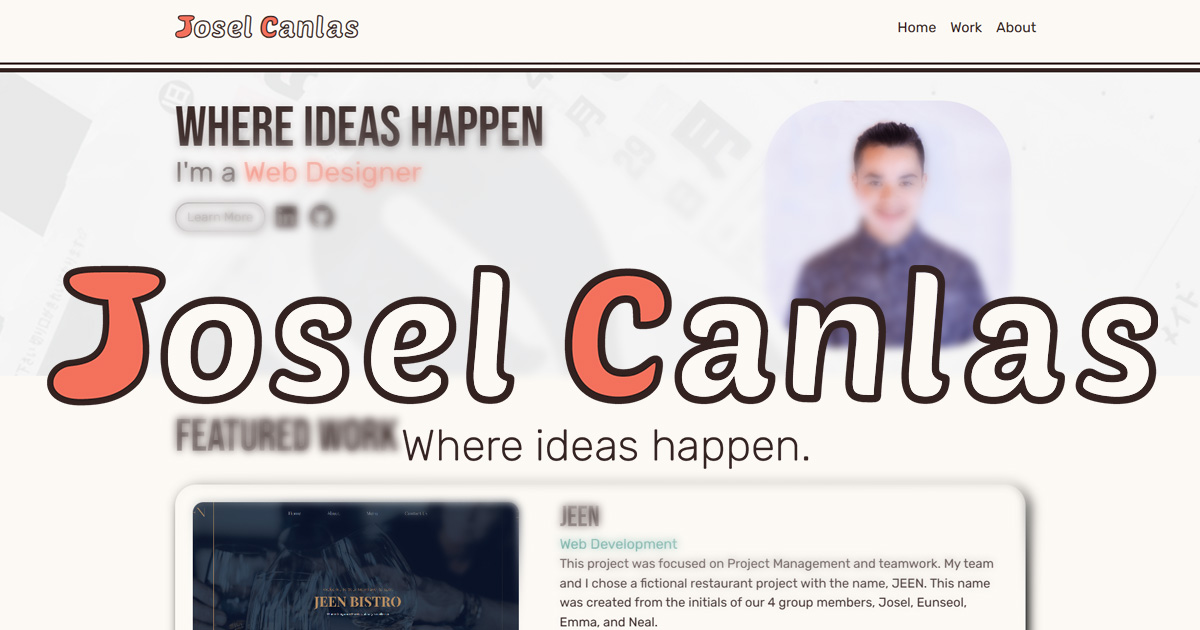 Josel Canlas
Home Work About
WHERE IDEAS HAPPEN
I'm a Web Designer
Learn More
Josel Canlas
FEATURED WORK
Where ideas happen.
JEEN
Web Development
This project was focused on Project Management and teamwork. My team
and I chose a fictional restaurant project with the name, JEEN. This name
was created from the initials of our 4 group members, Josel, Eunseol,
Emma, and Neal.
Home About Menu Contact Us
JEEN BISTRO